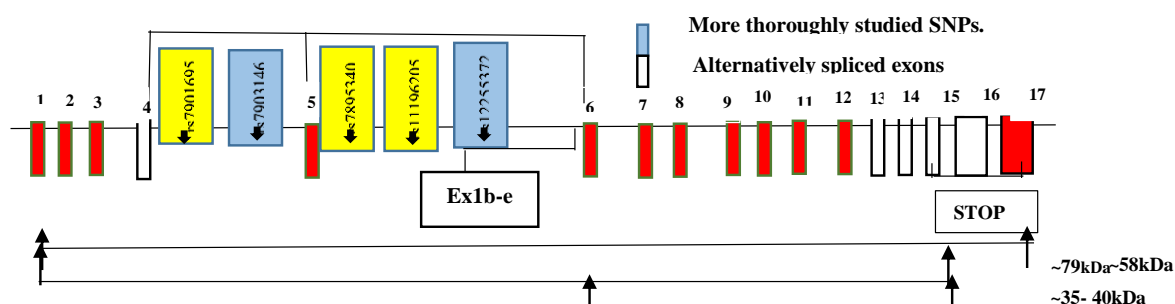 More thoroughly studied SNPs.
Alternatively spliced exons
1 2 3 4 5 6 7 8 9 10 11 12 13 14 15 16 17
rs7901695
rs7903146
rs7895340
rs11196205
rs12255372
Ex1b-e
STOP
~79kDa~58kDa
~35- 40kDa